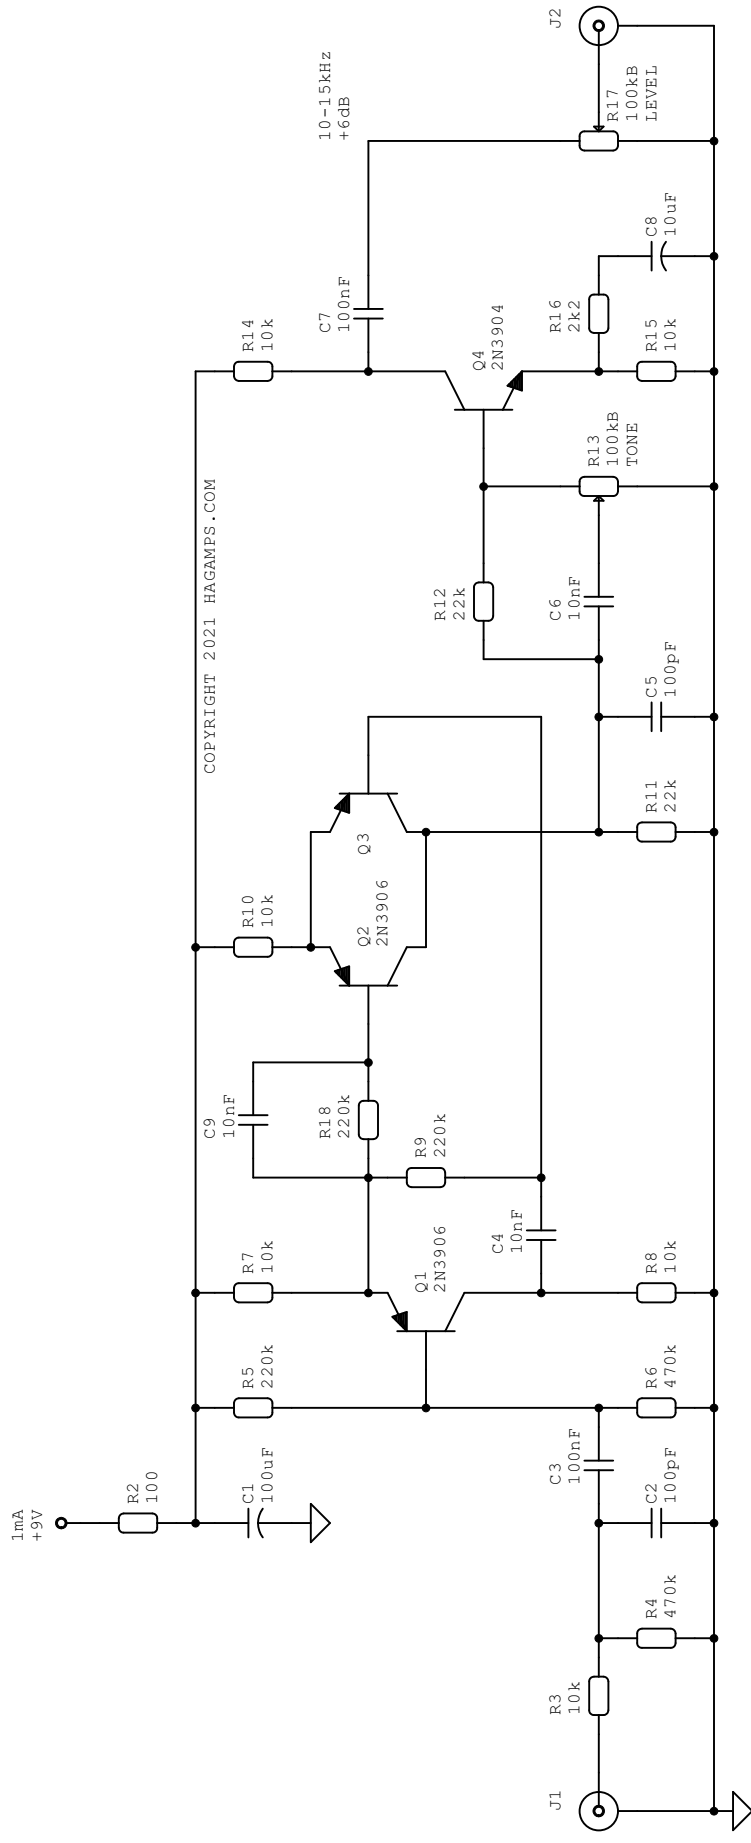 1mA
+9V
R2
100
C1
100uF
J1
R3
10k
R4
470k
C2
100pF
C3
100nF
R5
220k
R6
470k
R7
10k
Q1
2N3906
R8
10k
C4
10nF
C9
10nF
R18
220k
R9
220k
R10
10k
Q2
2N3906
Q3
R11
22k
C5
100pF
COPYRIGHT 2021 HAGAMPS.COM
R12
22k
C6
10nF
R13
100kB
TONE
R14
10k
Q4
2N3904
R15
10k
C7
100nF
R16
2k2
C8
10uF
10-15kHz
+6dB
R17
100kB
LEVEL
J2